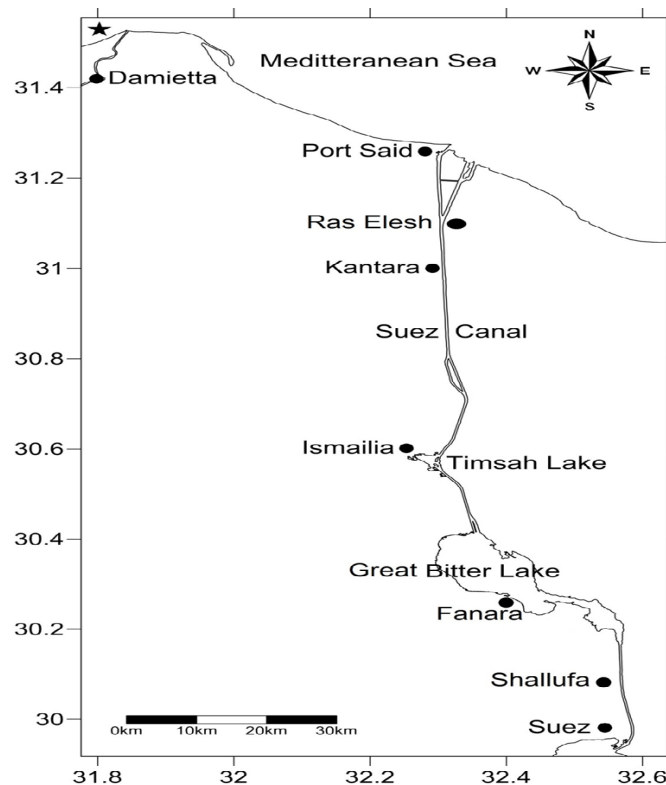 Meditteranean Sea
N
W E
S
31.4
Damietta
Port Said
31.2
Ras Elesh
31
Kantara
30.8
Suez Canal
30.6
Ismailia
Timsah Lake
30.4
Great Bitter Lake
Fanara
30.2
Shallufa
30
Suez
0km 10km 20km 30km
31.8 32 32.2 32.4 32.6